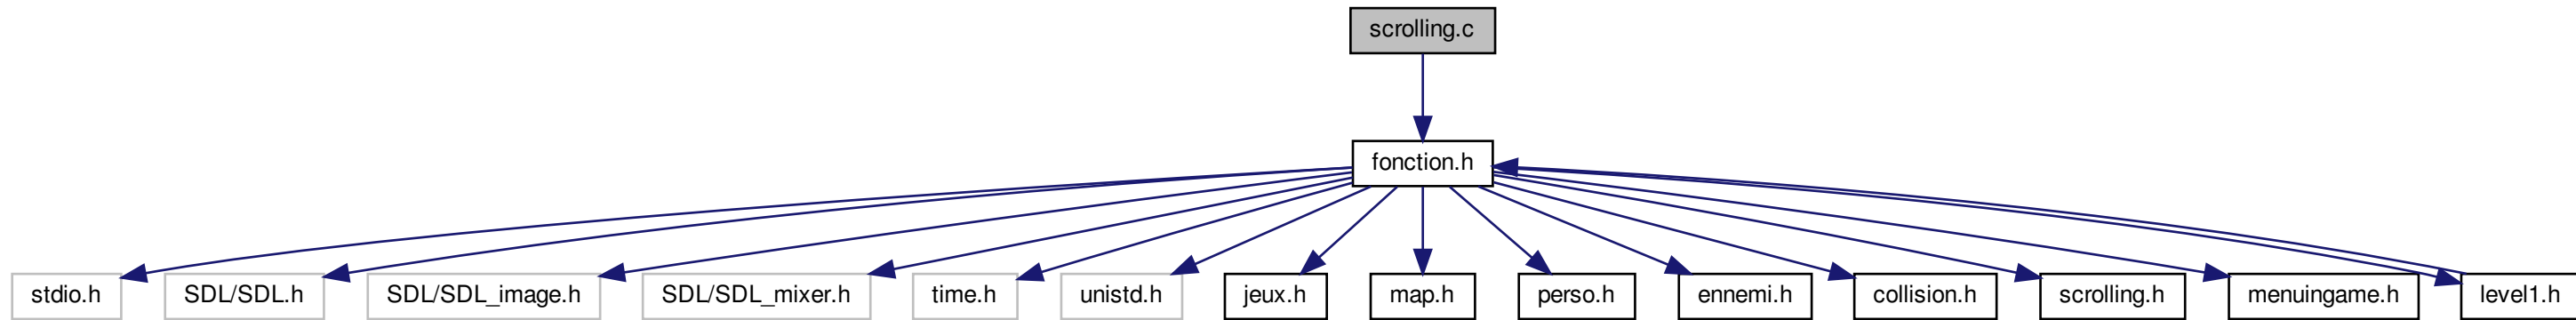 scrolling.c
fonction.h
stdio.h
SDL/SDL.h
SDL/SDL_image.h
SDL/SDL_mixer.h
time.h
unistd.h
jeux.h
map.h
perso.h
ennemi.h
collision.h
scrolling.h
menuingame.h
level1.h